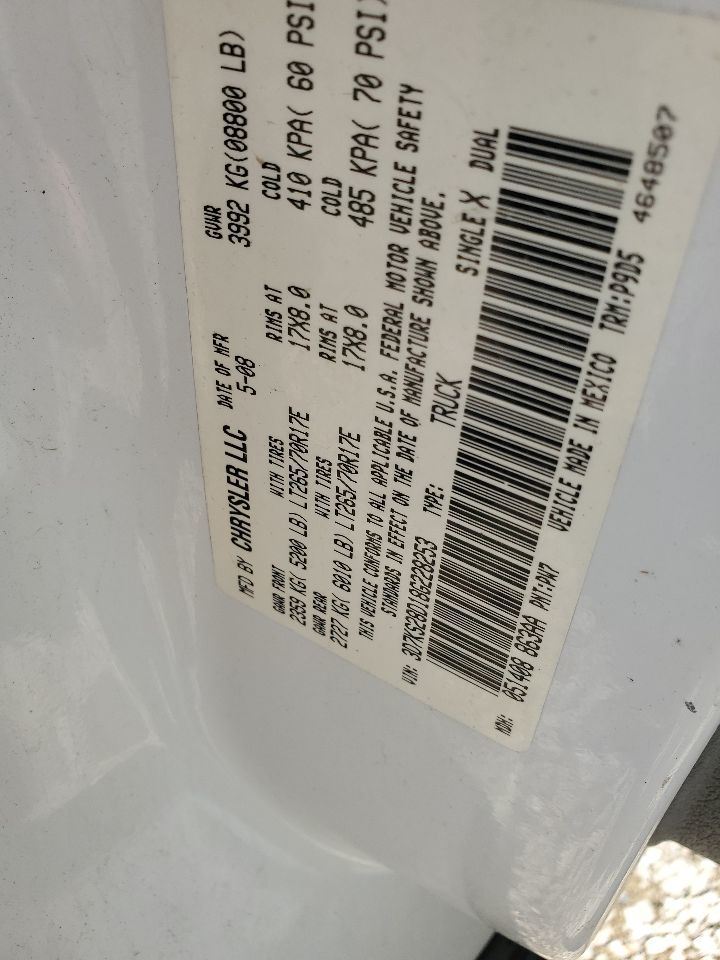 MFD BY CHRYSLER LLC DATE OF MFR 5-08 GVWR 3992 KG(08800 LB)
GAWR FRONT WITH TIRES RIMS AT COLD
2359 KG( 5200 LB) LT265/70R17E 17X8.0 410 KPA( 60 PSI
GAWR REAR WITH TIRES RIMS AT COLD
2727 KG( 6010 LB) LT265/70R17E 17X8.0 485 KPA( 70 PSI)
THIS VEHICLE CONFORMS TO ALL APPLICABLE U.S.A. FEDERAL MOTOR VEHICLE SAFETY
STANDARDS IN EFFECT ON THE DATE OF MANUFACTURE SHOWN ABOVE.
VIN: 3D7KS28D18G228253 TYPE: TRUCK SINGLE X DUAL
MDH: 051408 863AA PNT:PW7 VEHICLE MADE IN MEXICO TRM:P9D5 4648507